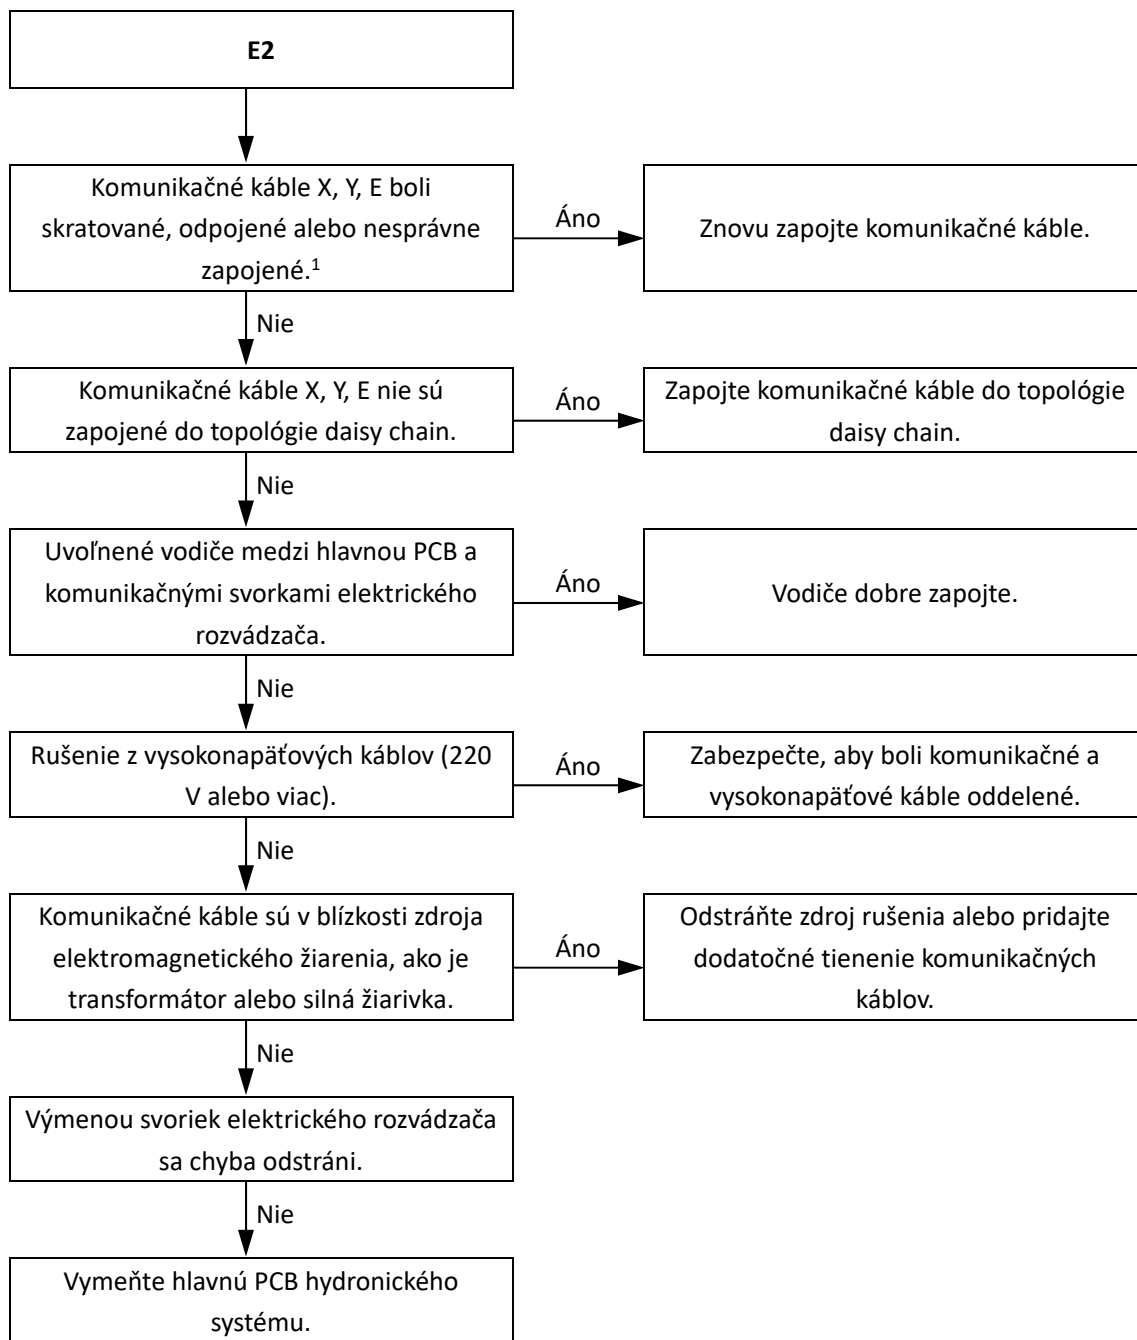 E2
Komunikačné káble X, Y, E boli
skratované, odpojené alebo nesprávne
zapojené.¹
Áno
Znovu zapojte komunikačné káble.
Nie
Komunikačné káble X, Y, E nie sú
zapojené do topológie daisy chain.
Áno
Zapojte komunikačné káble do topológie
daisy chain.
Nie
Uvoľnené vodiče medzi hlavnou PCB a
komunikačnými svorkami elektrického
rozvádzača.
Áno
Vodiče dobre zapojte.
Nie
Rušenie z vysokonapäťových káblov (220
V alebo viac).
Áno
Zabezpečte, aby boli komunikačné a
vysokonapäťové káble oddelené.
Nie
Komunikačné káble sú v blízkosti zdroja
elektromagnetického žiarenia, ako je
transformátor alebo silná žiarivka.
Áno
Odstráňte zdroj rušenia alebo pridajte
dodatočné tienenie komunikačných
káblov.
Nie
Výmenou svoriek elektrického rozvádzača
sa chyba odstráni.
Nie
Vymeňte hlavnú PCB hydronického
systému.